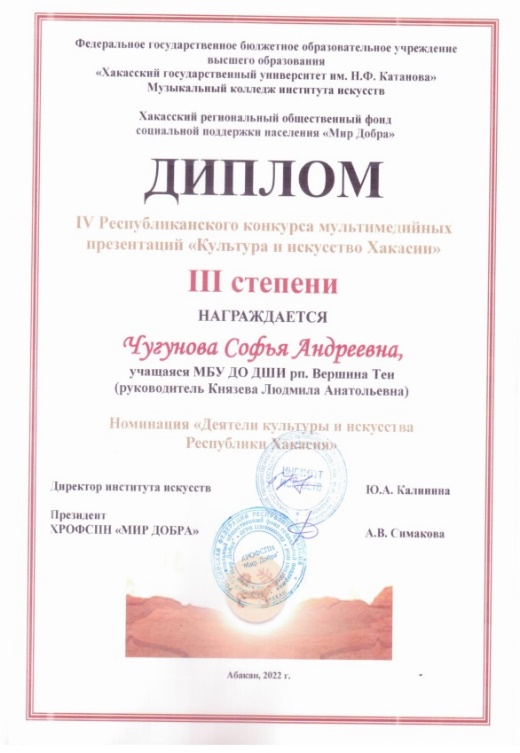 Федеральное государственное бюджетное образовательное учреждение
высшего образования
«Хакасский государственный университет им. Н.Ф. Катанова»
Музыкальный колледж института искусств
Хакасский региональный общественный фонд
социальной поддержки населения «Мир Добра»
ДИПЛОМ
IV Республиканского конкурса мультимедийных
презентаций «Культура и искусство Хакасии»
III степени
НАГРАЖДАЕТСЯ
Чугунова Софья Андреевна,
учащаяся МБУ ДО ДШИ рп. Вершина Теи
(руководитель Князева Людмила Анатольевна)
Номинация «Деятели культуры и искусства
Республики Хакасия»
Директор института искусств
Ю.А. Калинина
Президент
ХРОФСПН «МИР ДОБРА»
А.В. Симакова
ХРОФСПН
"Мир Добра"
Абакан, 2022 г.